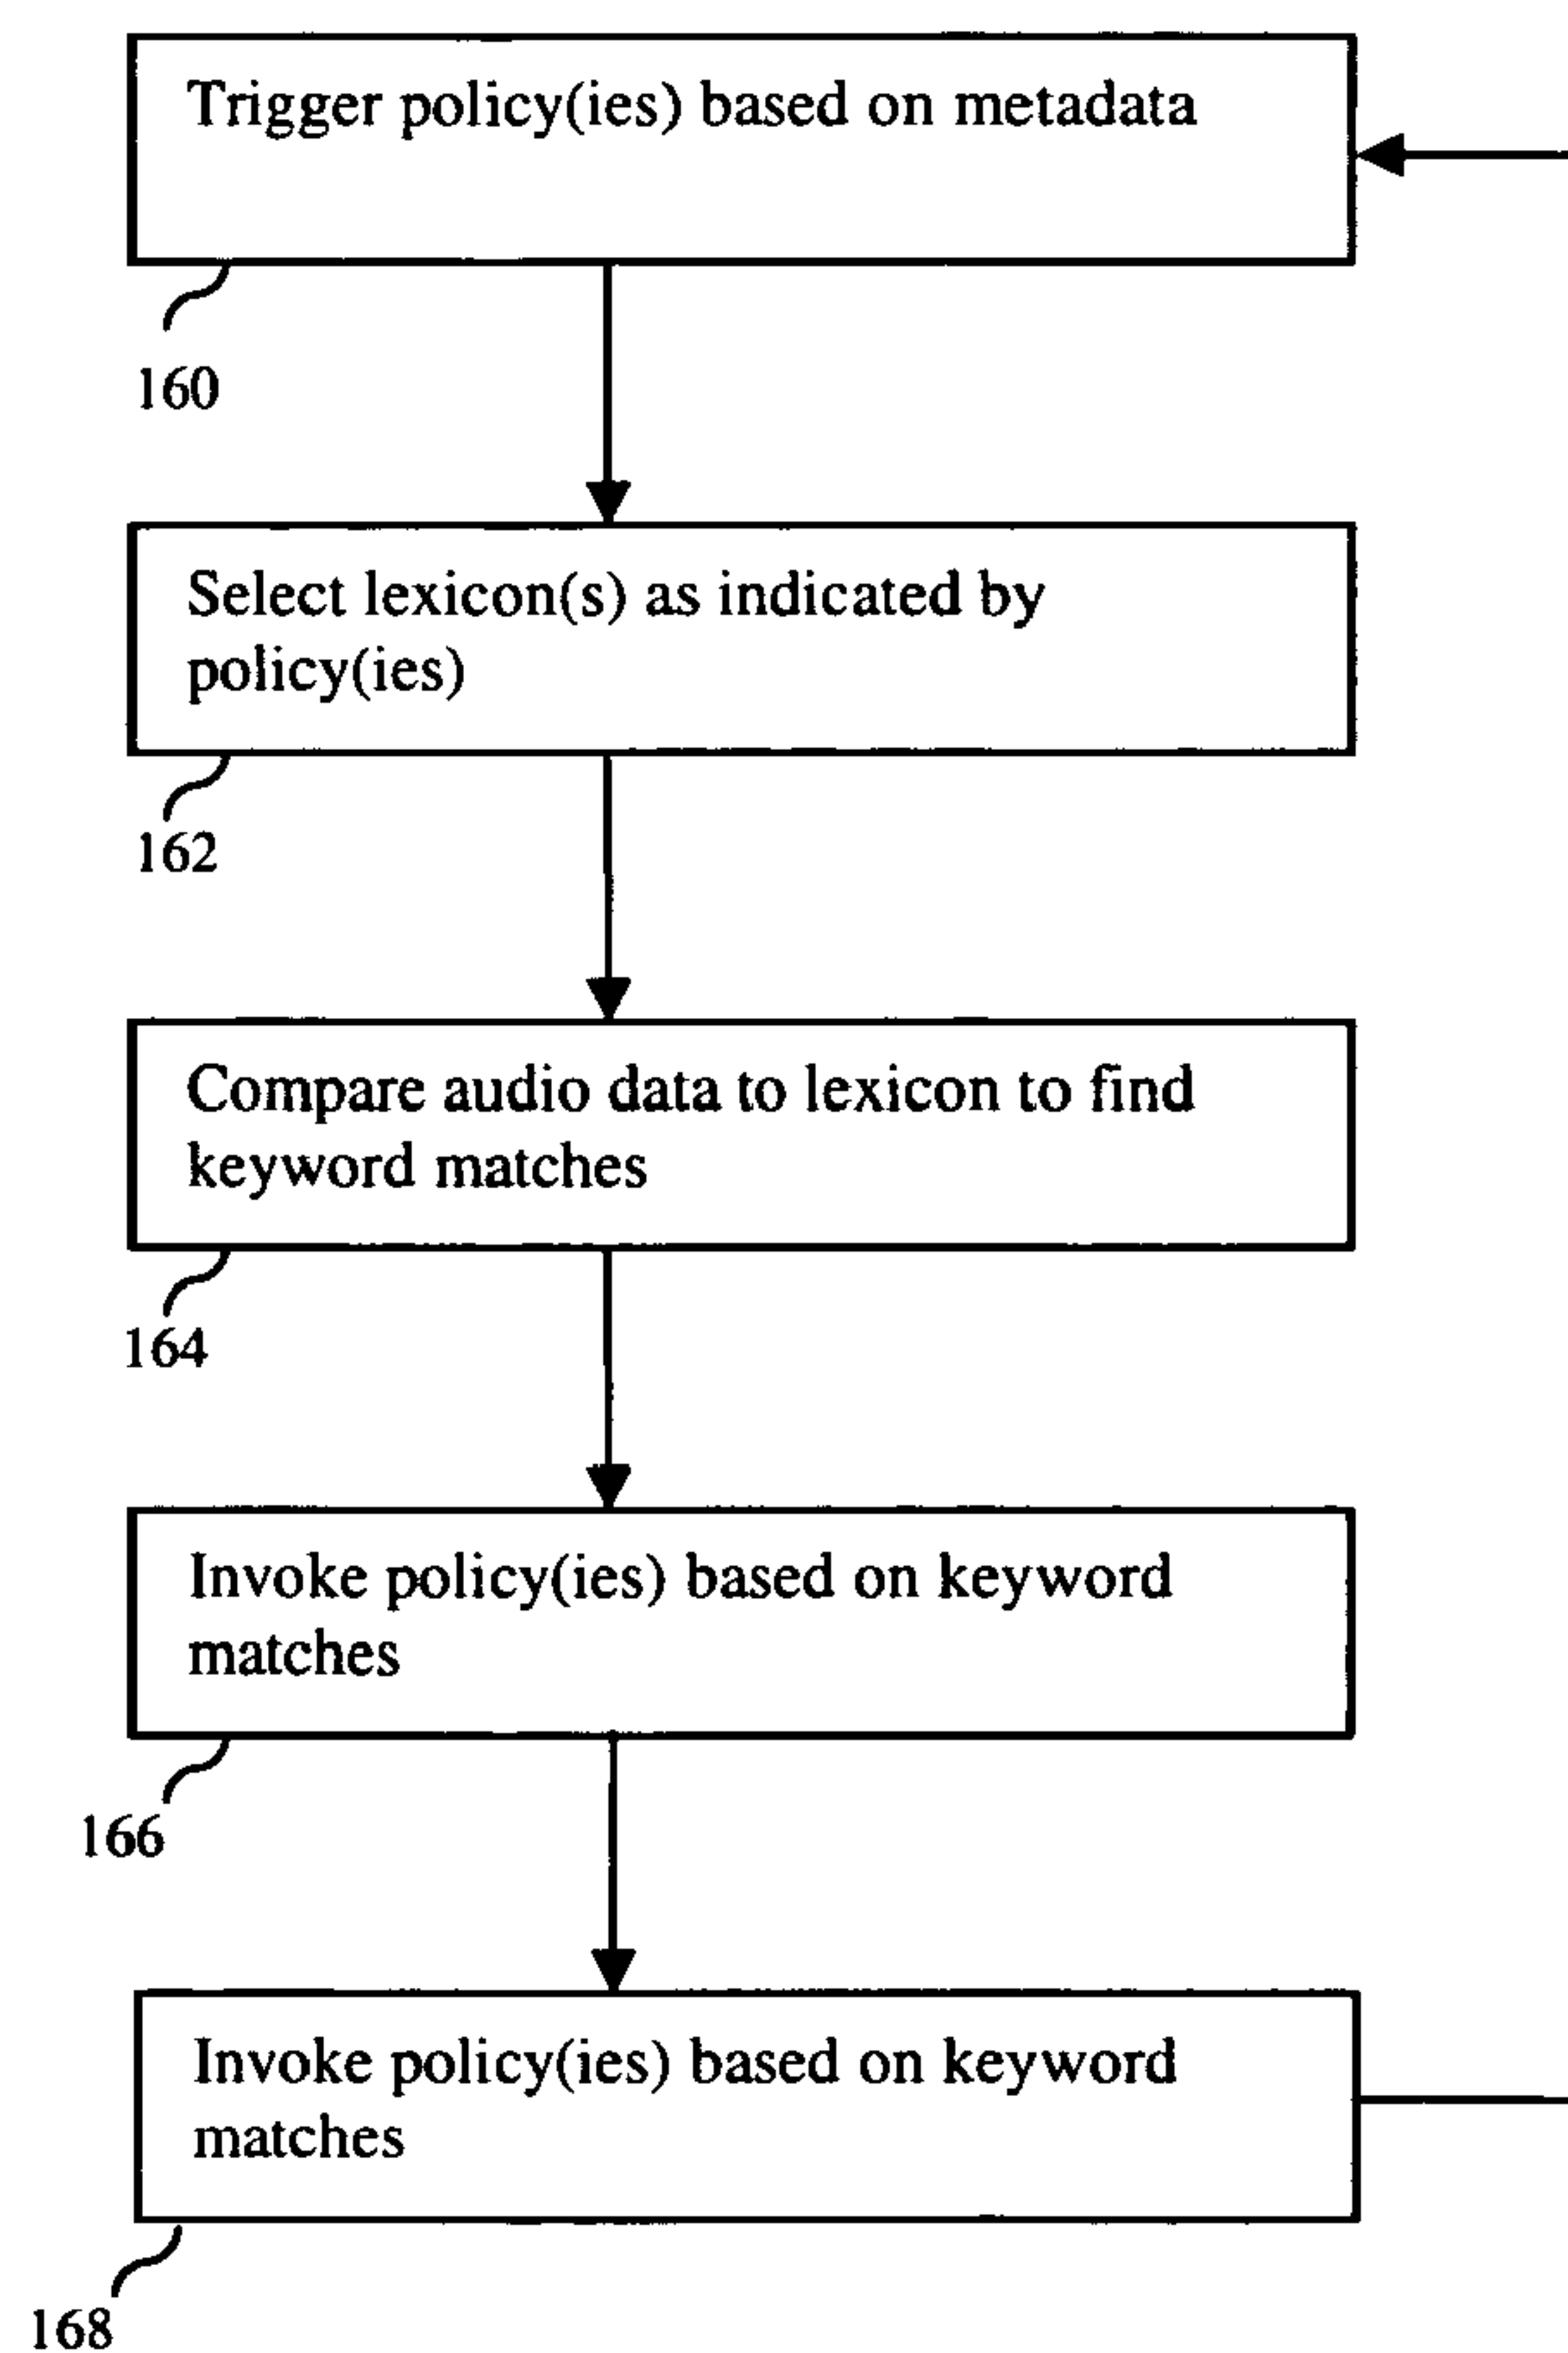 Trigger policy(ies) based on metadata
160
Select lexicon(s) as indicated by
policy(ies)
162
Compare audio data to lexicon to find
keyword matches
164
Invoke policy(ies) based on keyword
matches
166
Invoke policy(ies) based on keyword
matches
168